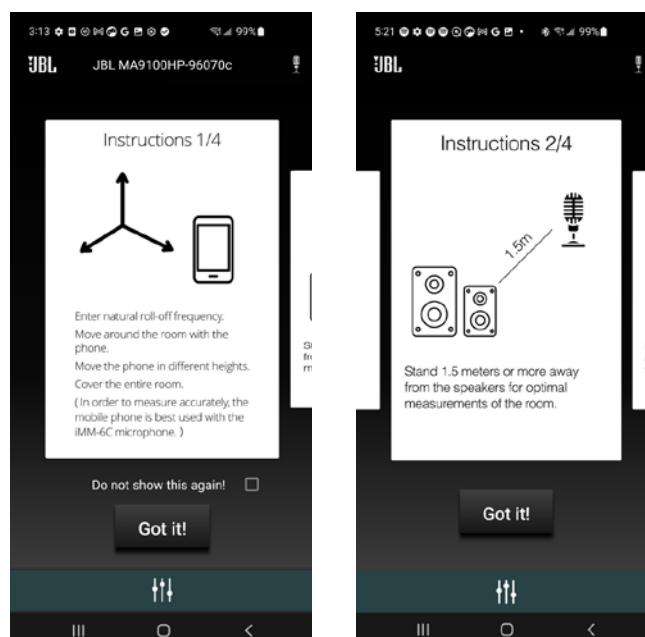 3:13
99%
JBL
JBL MA9100HP-96070c
Instructions 1/4
Enter natural roll-off frequency.
Move around the room with the
phone.
Move the phone in different heights.
Cover the entire room.
( In order to measure accurately, the
mobile phone is best used with the
iMM-6C microphone. )
Do not show this again!
Got it!
5:21
99%
JBL
Instructions 2/4
1.5m
Stand 1.5 meters or more away
from the speakers for optimal
measurements of the room.
Got it!